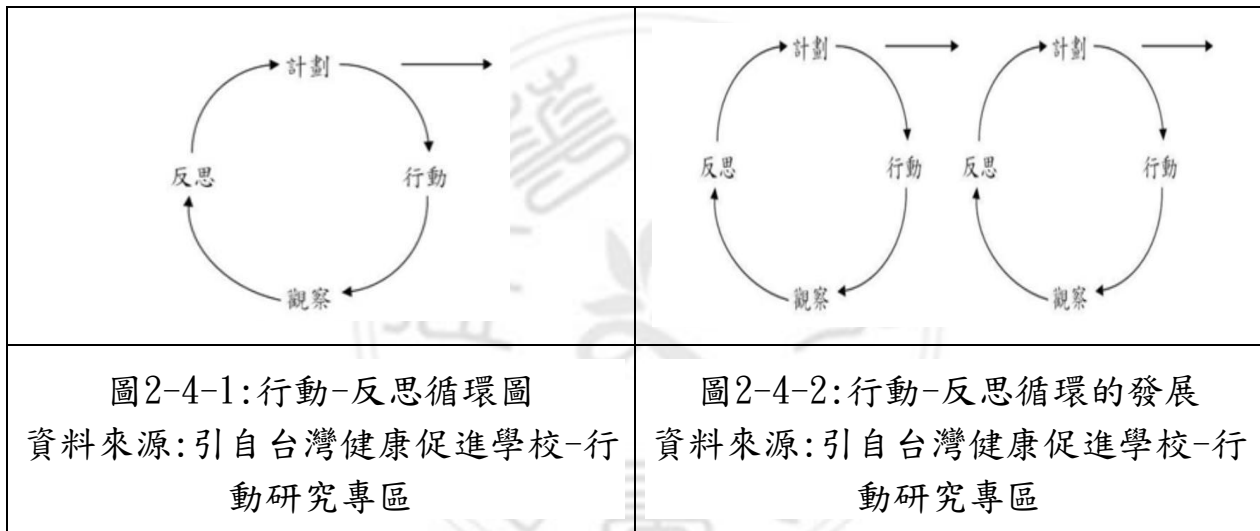 計劃
反思
行動
觀察
計劃
計劃
反思
行動
反思
行動
觀察
觀察
圖2-4-1:行動-反思循環圖
資料來源:引自台灣健康促進學校-行
動研究專區
圖2-4-2:行動-反思循環的發展
資料來源:引自台灣健康促進學校-行
動研究專區